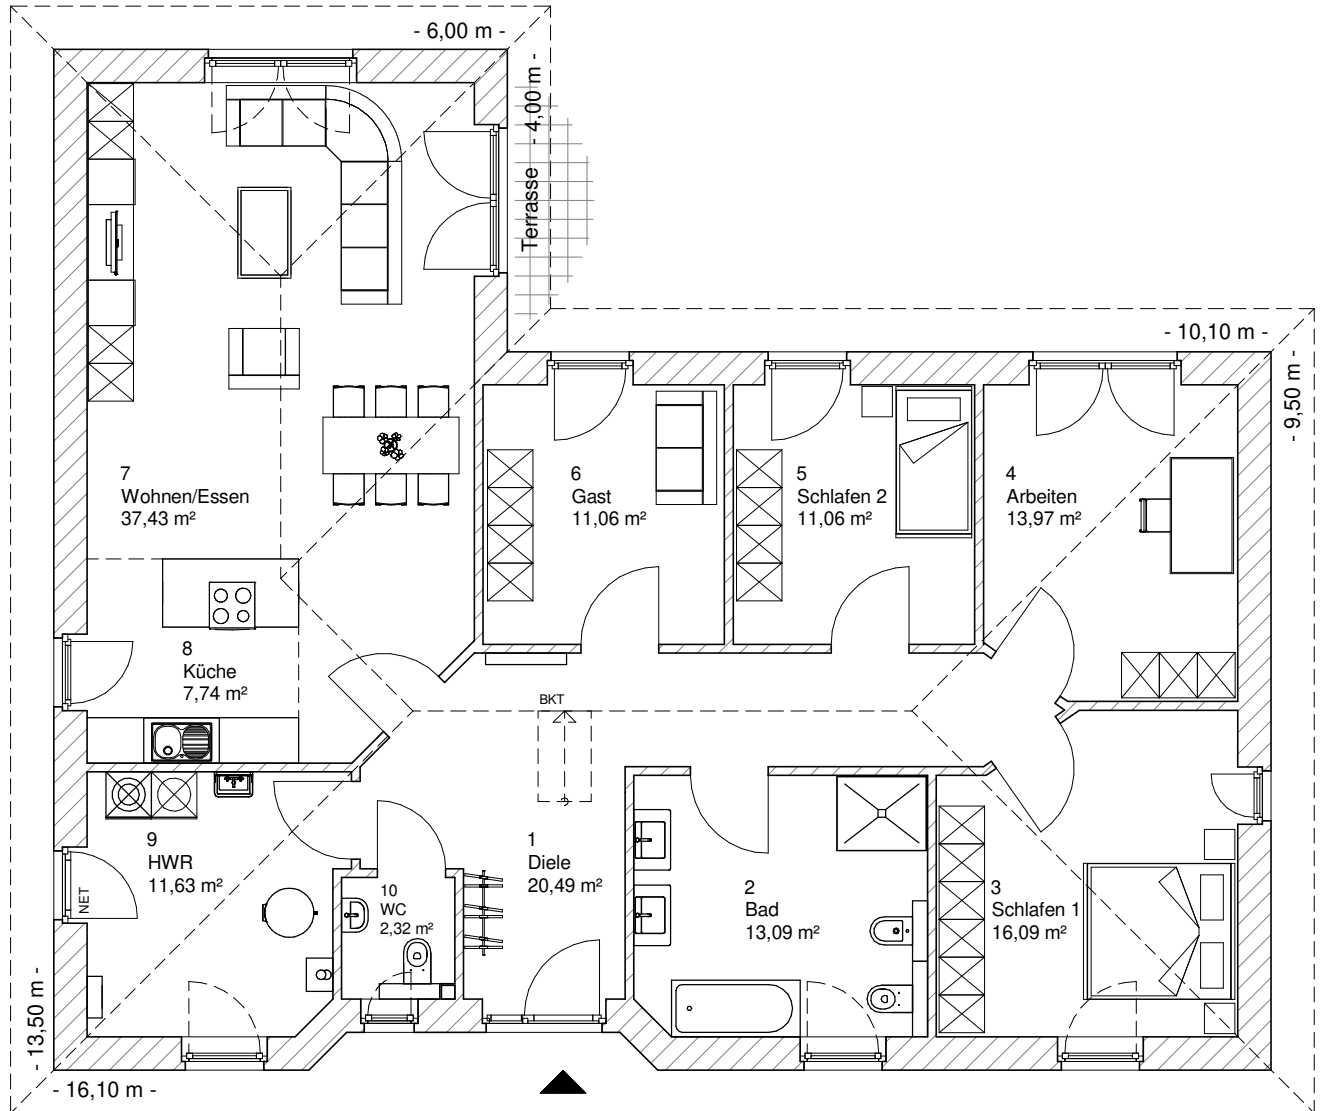 - 6,00 m -
- 4,00 m -
Terrasse
- 10,10 m -
- 9,50 m -
7
Wohnen/Essen
37,43 m²
6
Gast
11,06 m²
5
Schlafen 2
11,06 m²
4
Arbeiten
13,97 m²
8
Küche
7,74 m²
BKT
9
HWR
11,63 m²
NET
10
WC
2,32 m²
1
Diele
20,49 m²
2
Bad
13,09 m²
3
Schlafen 1
16,09 m²
- 13,50 m -
- 16,10 m -